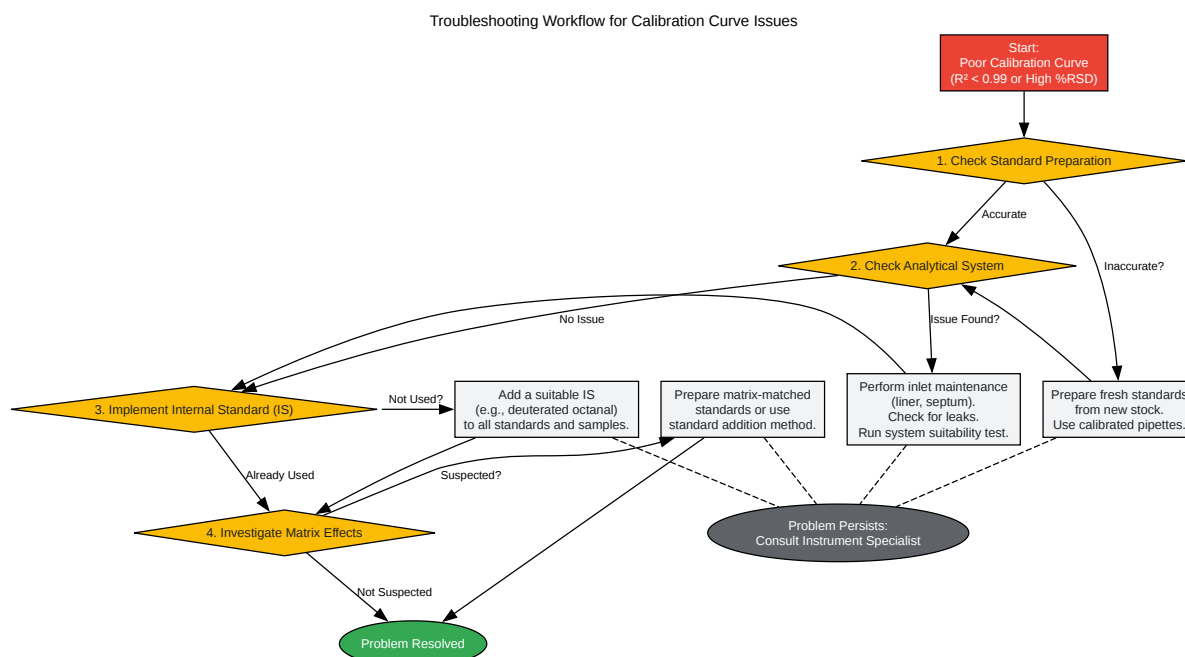 Troubleshooting Workflow for Calibration Curve Issues
Start:
Poor Calibration Curve
(R² < 0.99 or High %RSD)
1. Check Standard Preparation
Accurate
Inaccurate?
2. Check Analytical System
No Issue
Issue Found?
3. Implement Internal Standard (IS)
Not Used?
Add a suitable IS
(e.g., deuterated octanal)
to all standards and samples.
Prepare matrix-matched
standards or use
standard addition method.
Perform inlet maintenance
(liner, septum).
Check for leaks.
Run system suitability test.
Prepare fresh standards
from new stock.
Use calibrated pipettes.
Already Used
Suspected?
4. Investigate Matrix Effects
Problem Persists:
Consult Instrument Specialist
Not Suspected
Problem Resolved